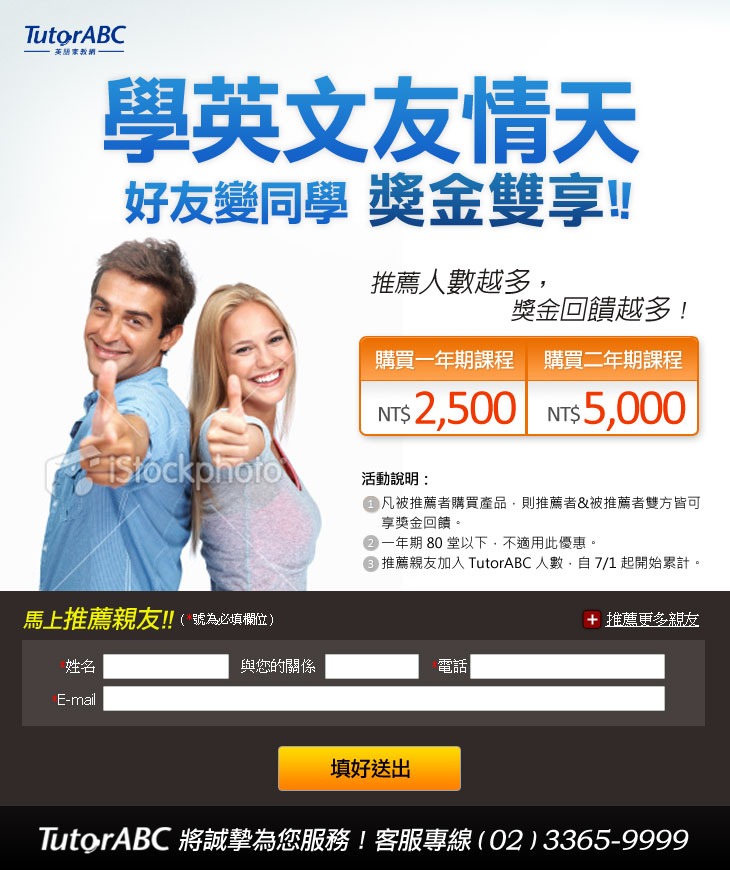 TutorABC
英語家教網
學英文友情天
好友變同學 獎金雙享!!
推薦人數越多，
獎金回饋越多！
購買一年期課程 購買二年期課程
NT$2,500 NT$5,000
iStockphoto
活動說明：
1 凡被推薦者購買產品，則推薦者&被推薦者雙方皆可
享獎金回饋。
2 一年期 80 堂以下，不適用此優惠。
3 推薦親友加入 TutorABC 人數，自 7/1 起開始累計。
馬上推薦親友!! (*號為必填欄位) + 推薦更多親友
*姓名 與您的關係 *電話
*E-mail
填好送出
TutorABC 將誠摯為您服務！客服專線(02)3365-9999